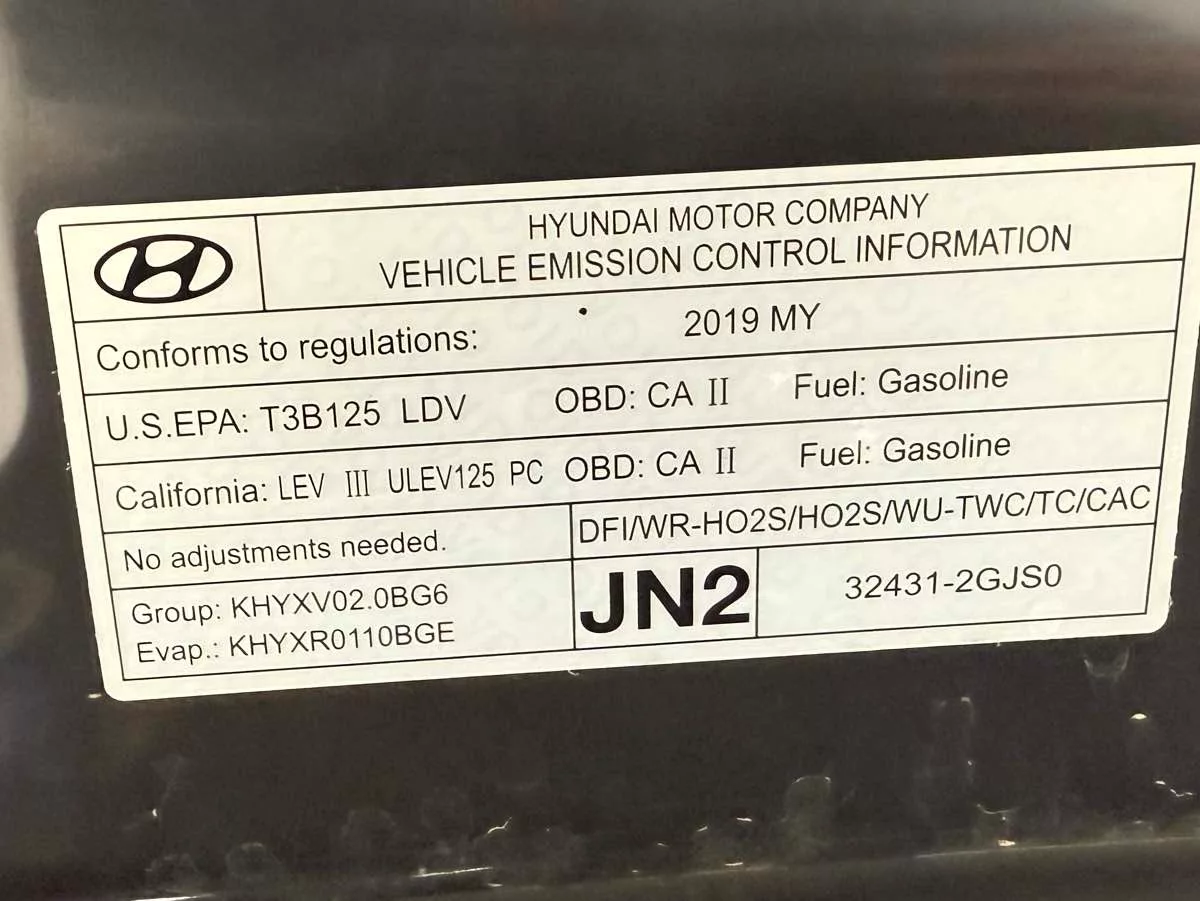 HYUNDAI MOTOR COMPANY
VEHICLE EMISSION CONTROL INFORMATION
Conforms to regulations: 2019 MY
U.S.EPA: T3B125 LDV OBD: CA II Fuel: Gasoline
California: LEV III ULEV125 PC OBD: CA II Fuel: Gasoline
No adjustments needed. DFI/WR-HO2S/HO2S/WU-TWC/TC/CAC
Group: KHYXV02.0BG6
Evap.: KHYXR0110BGE
JN2
32431-2GJS0